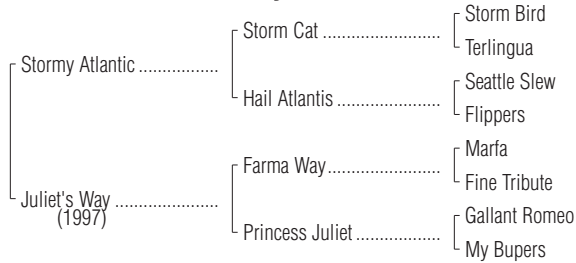 Storm Bird
Storm Cat ......................
Terlingua
Stormy Atlantic .................
Seattle Slew
Hail Atlantis ...................
Flippers
Marfa
Farma Way.....................
Fine Tribute
Juliet's Way ......................
(1997)
Gallant Romeo
Princess Juliet ................
My Bupers